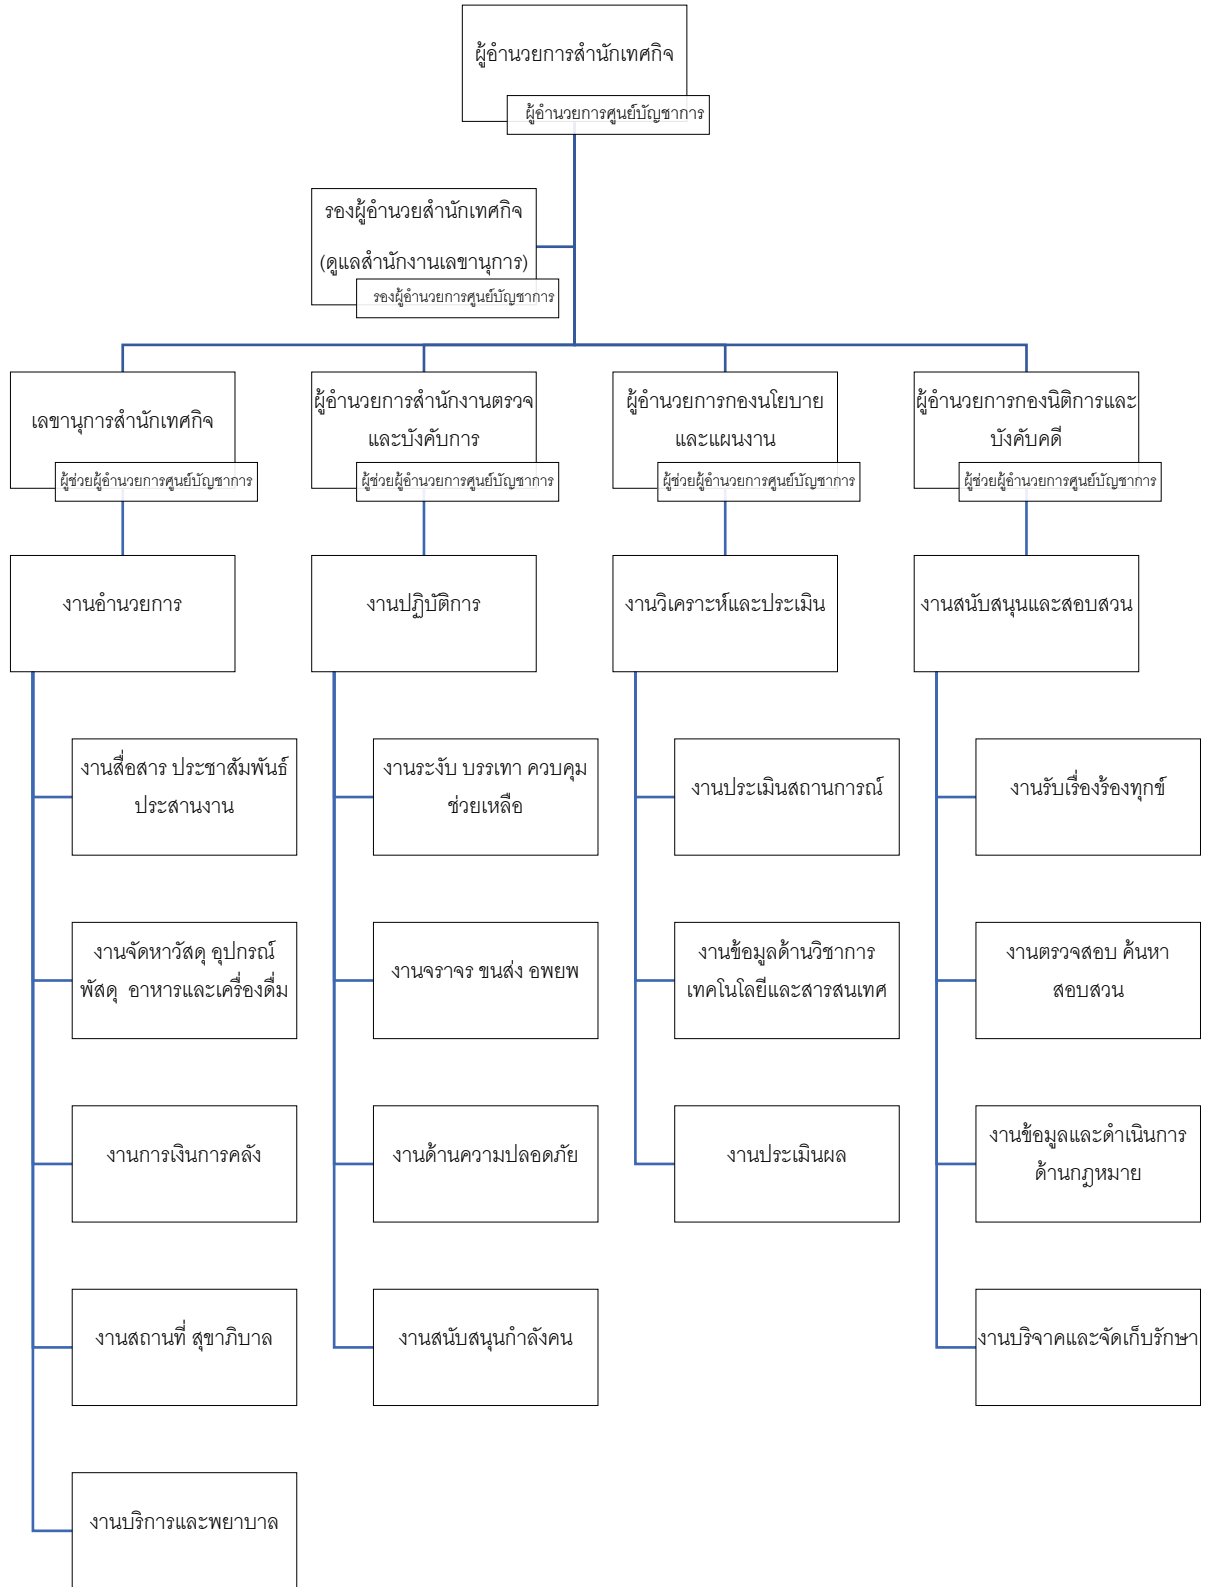 ผู้อำนวยการสำนักเทศกิจ
ผู้อำนวยการศูนย์บัญชาการ
รองผู้อำนวยสำนักเทศกิจ
(ดูแลสำนักงานเลขานุการ)
รองผู้อำนวยการศูนย์บัญชาการ
เลขานุการสำนักเทศกิจ
ผู้ช่วยผู้อำนวยการศูนย์บัญชาการ
ผู้อำนวยการสำนักงานตรวจ
และบังคับการ
ผู้ช่วยผู้อำนวยการศูนย์บัญชาการ
ผู้อำนวยการกองนโยบาย
และแผนงาน
ผู้ช่วยผู้อำนวยการศูนย์บัญชาการ
ผู้อำนวยการกองนิติการและ
บังคับคดี
ผู้ช่วยผู้อำนวยการศูนย์บัญชาการ
งานอำนวยการ
งานปฏิบัติการ
งานวิเคราะห์และประเมิน
งานสนับสนุนและสอบสวน
งานสื่อสาร ประชาสัมพันธ์
ประสานงาน
งานระงับ บรรเทา ควบคุม
ช่วยเหลือ
งานประเมินสถานการณ์
งานรับเรื่องร้องทุกข์
งานจัดหาวัสดุ อุปกรณ์
พัสดุ อาหารและเครื่องดื่ม
งานจราจร ขนส่ง อพยพ
งานข้อมูลด้านวิชาการ
เทคโนโลยีและสารสนเทศ
งานตรวจสอบ ค้นหา
สอบสวน
งานการเงินการคลัง
งานด้านความปลอดภัย
งานประเมินผล
งานข้อมูลและดำเนินการ
ด้านกฎหมาย
งานสถานที่ สุขาภิบาล
งานสนับสนุนกำลังคน
งานบริจาคและจัดเก็บรักษา
งานบริการและพยาบาล